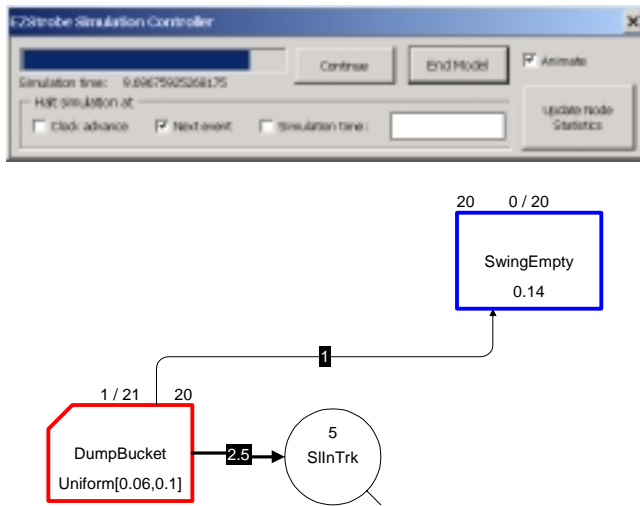 EZStrobe Simulation Controller
Continue
End Model
Animate
Simulation time: 9.69675925268175
Halt simulation at
Clock advance
Next event
Simulation time:
Update Node
Statistics
20 0 / 20
SwingEmpty
0.14
1
1 / 21 20
DumpBucket
Uniform[0.06,0.1]
2.5
5
SlInTrk